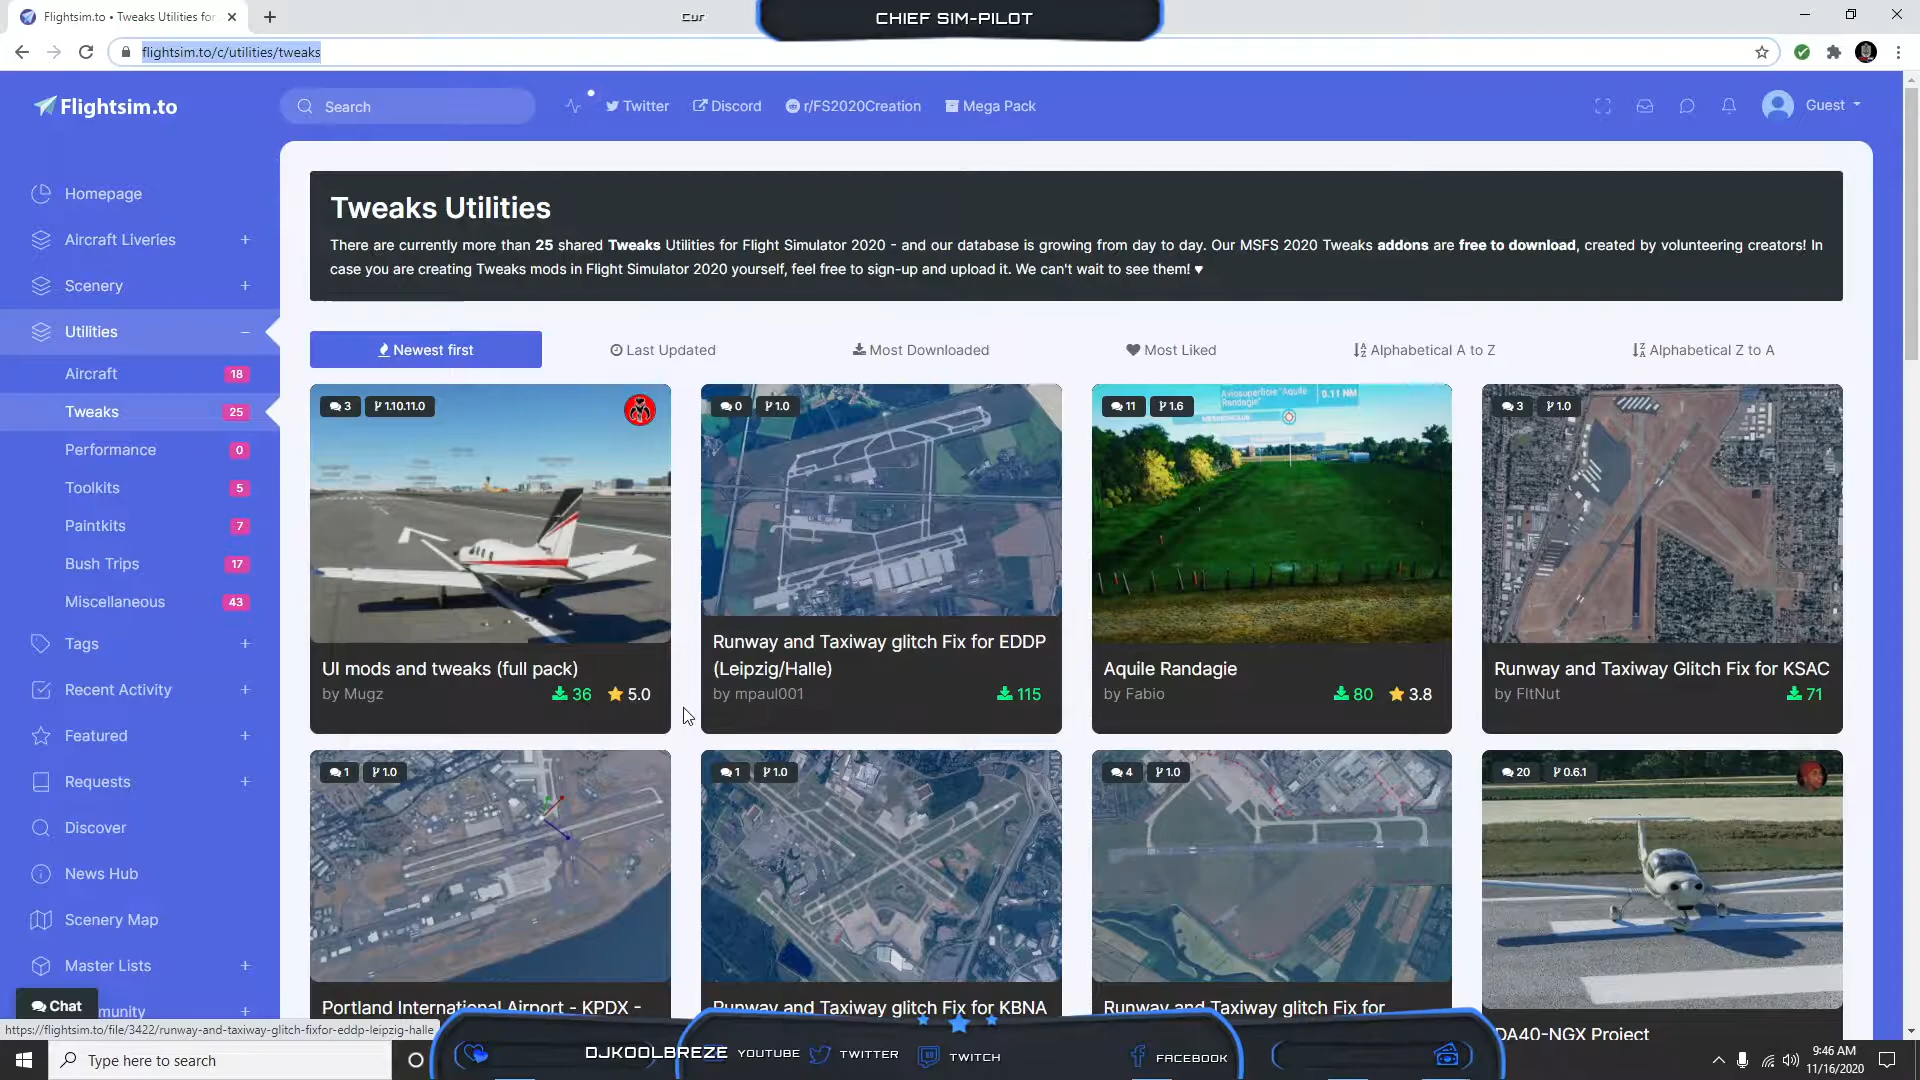 Flightsim.to • Tweaks Utilities for
Cur
CHIEF SIM-PILOT
flightsim.to/c/utilities/tweaks
Flightsim.to
Search
Twitter
Discord
r/FS2020Creation
Mega Pack
Guest
Homepage
Aircraft Liveries +
Scenery +
Utilities −
Aircraft 18
Tweaks 25
Performance 0
Toolkits 5
Paintkits 7
Bush Trips 17
Miscellaneous 43
Tags +
Recent Activity +
Featured +
Requests +
Discover
News Hub
Scenery Map
Master Lists +
Chat
Tweaks Utilities
There are currently more than 25 shared Tweaks Utilities for Flight Simulator 2020 - and our database is growing from day to day. Our MSFS 2020 Tweaks addons are free to download, created by volunteering creators! In
case you are creating Tweaks mods in Flight Simulator 2020 yourself, feel free to sign-up and upload it. We can't wait to see them! ♥
Newest first
Last Updated
Most Downloaded
Most Liked
Alphabetical A to Z
Alphabetical Z to A
3 1.10.11.0
UI mods and tweaks (full pack)
by Mugz 36 5.0
0 1.0
Runway and Taxiway glitch Fix for EDDP
(Leipzig/Halle)
by mpaul001 115
11 1.6
Aviosuperficie "Aquile
Randagie"
0.11 NM
Aquile Randagie
by Fabio 80 3.8
3 1.0
Runway and Taxiway Glitch Fix for KSAC
by FltNut 71
1 1.0
Portland International Airport - KPDX -
1 1.0
Runway and Taxiway glitch Fix for KBNA
4 1.0
Runway and Taxiway glitch Fix for
20 0.6.1
DA40-NGX Project
https://flightsim.to/file/3422/runway-and-taxiway-glitch-fixfor-eddp-leipzig-halle
Type here to search
DJKOOLBREZE
YOUTUBE
TWITTER
TWITCH
FACEBOOK
9:46 AM
11/16/2020